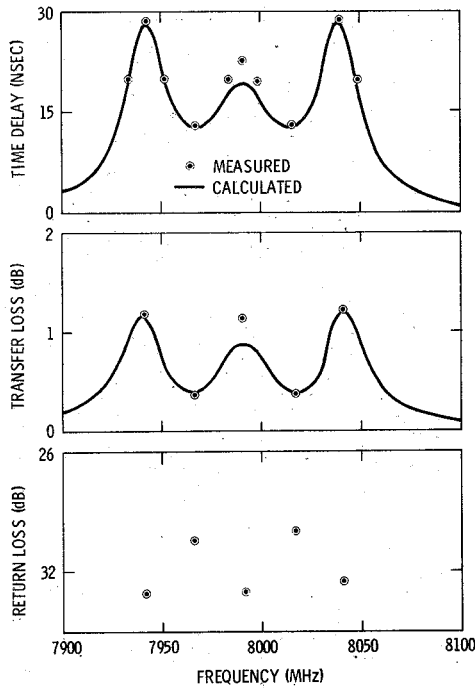 30
15
0
TIME DELAY (NSEC)
MEASURED
CALCULATED
2
1
0
TRANSFER LOSS (dB)
26
32
RETURN LOSS (dB)
7900 7950 8000 8050 8100
FREQUENCY (MHz)